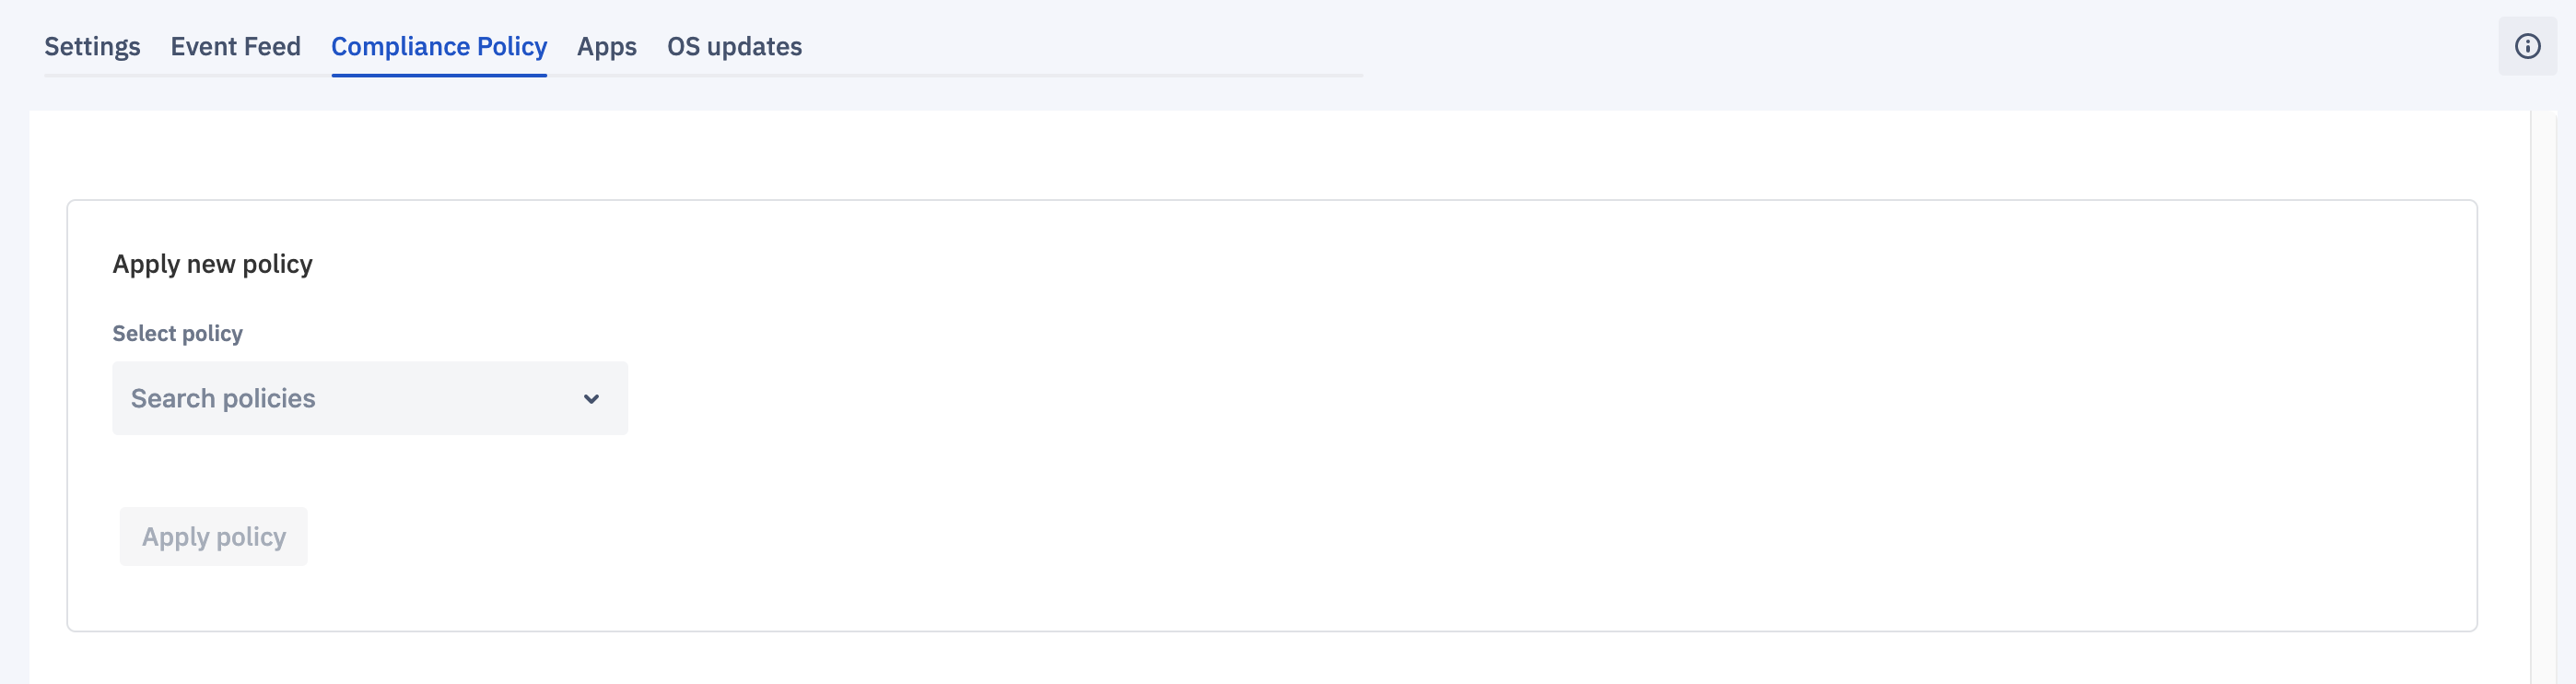 Settings Event Feed Compliance Policy Apps OS updates
Apply new policy
Select policy
Search policies
Apply policy